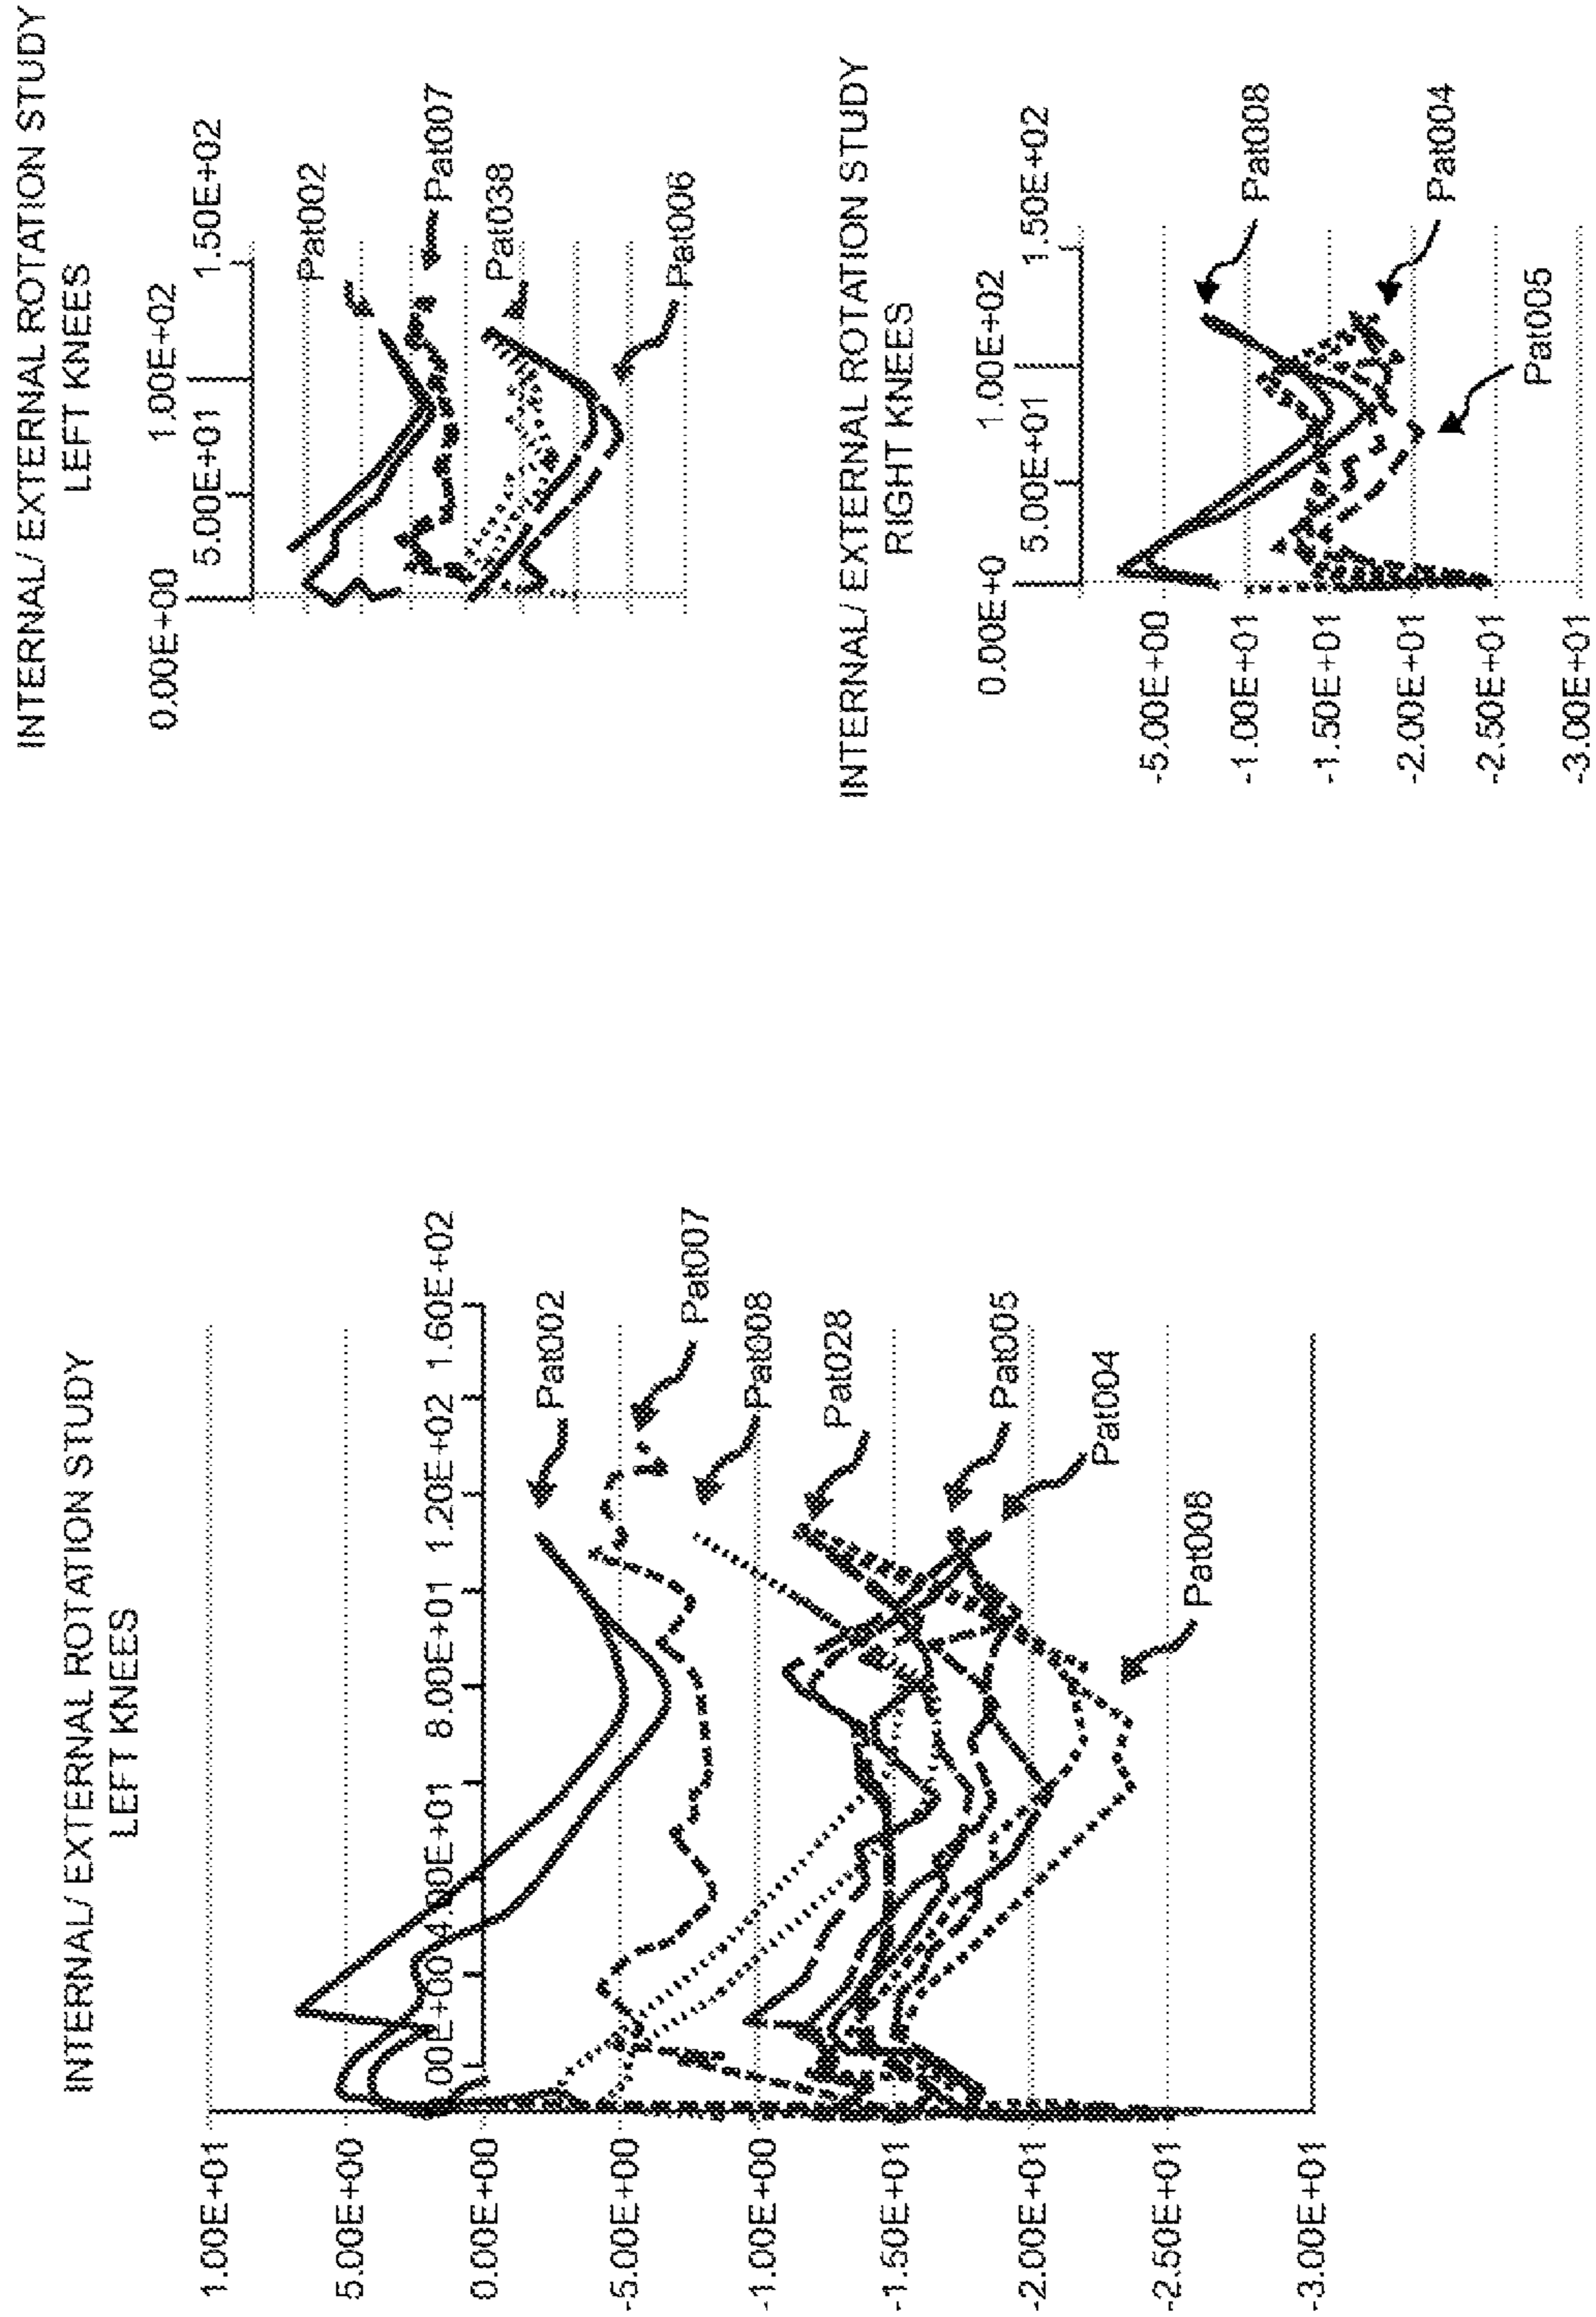 INTERNAL/ EXTERNAL ROTATION STUDY
LEFT KNEES
1.00E+01
5.00E+00
0.00E+00
-5.00E+00
-1.00E+00
-1.50E+01
-2.00E+01
-2.50E+01
-3.00E+01
00E+004.00E+01 8.00E+01 1.20E+02 1.60E+02
Pat002
Pat007
Pat008
Pat028
Pat005
Pat004
Pat008
INTERNAL/ EXTERNAL ROTATION STUDY
LEFT KNEES
0.00E+00 1.00E+02
5.00E+01 1.50E+02
Pat002
Pat007
Pat038
Pat006
INTERNAL/ EXTERNAL ROTATION STUDY
RIGHT KNEES
0.00E+0 1.00E+02
5.00E+01 1.50E+02
-5.00E+00
-1.00E+01
-1.50E+01
-2.00E+01
-2.50E+01
-3.00E+01
Pat008
Pat004
Pat005